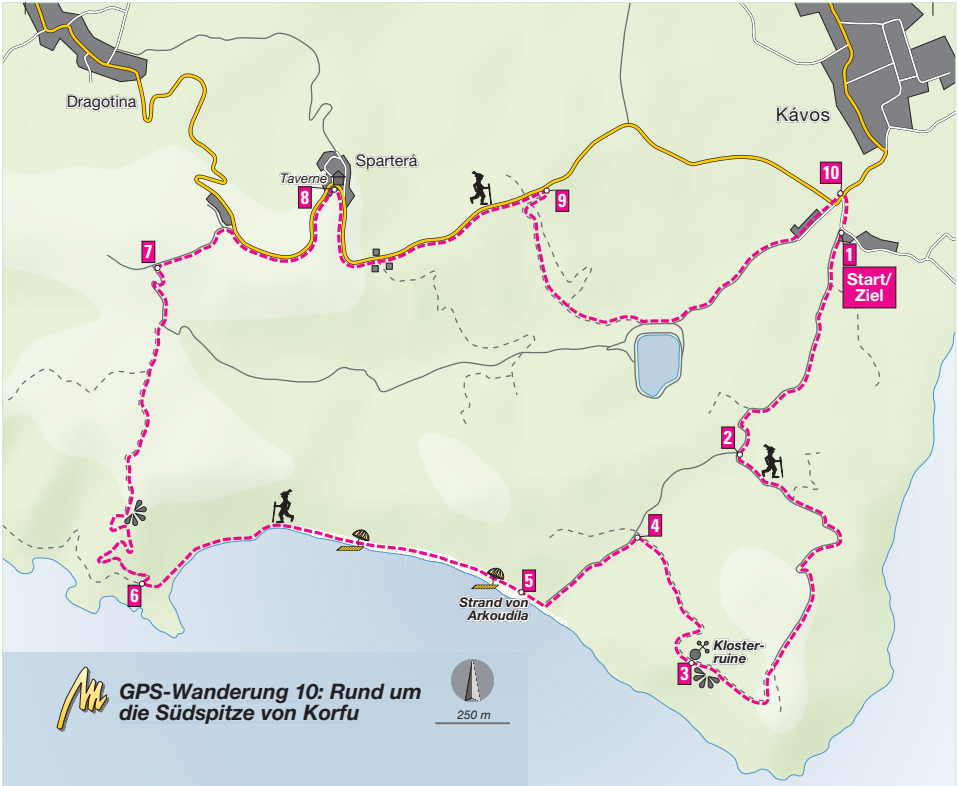 Dragotina
Kávos
Sparterá
Taverne
8
10
9
7
1
Start/
Ziel
2
4
5
6
Strand von
Arkoudíla
Kloster-
ruine
3
GPS-Wanderung 10: Rund um
die Südspitze von Korfu
250 m